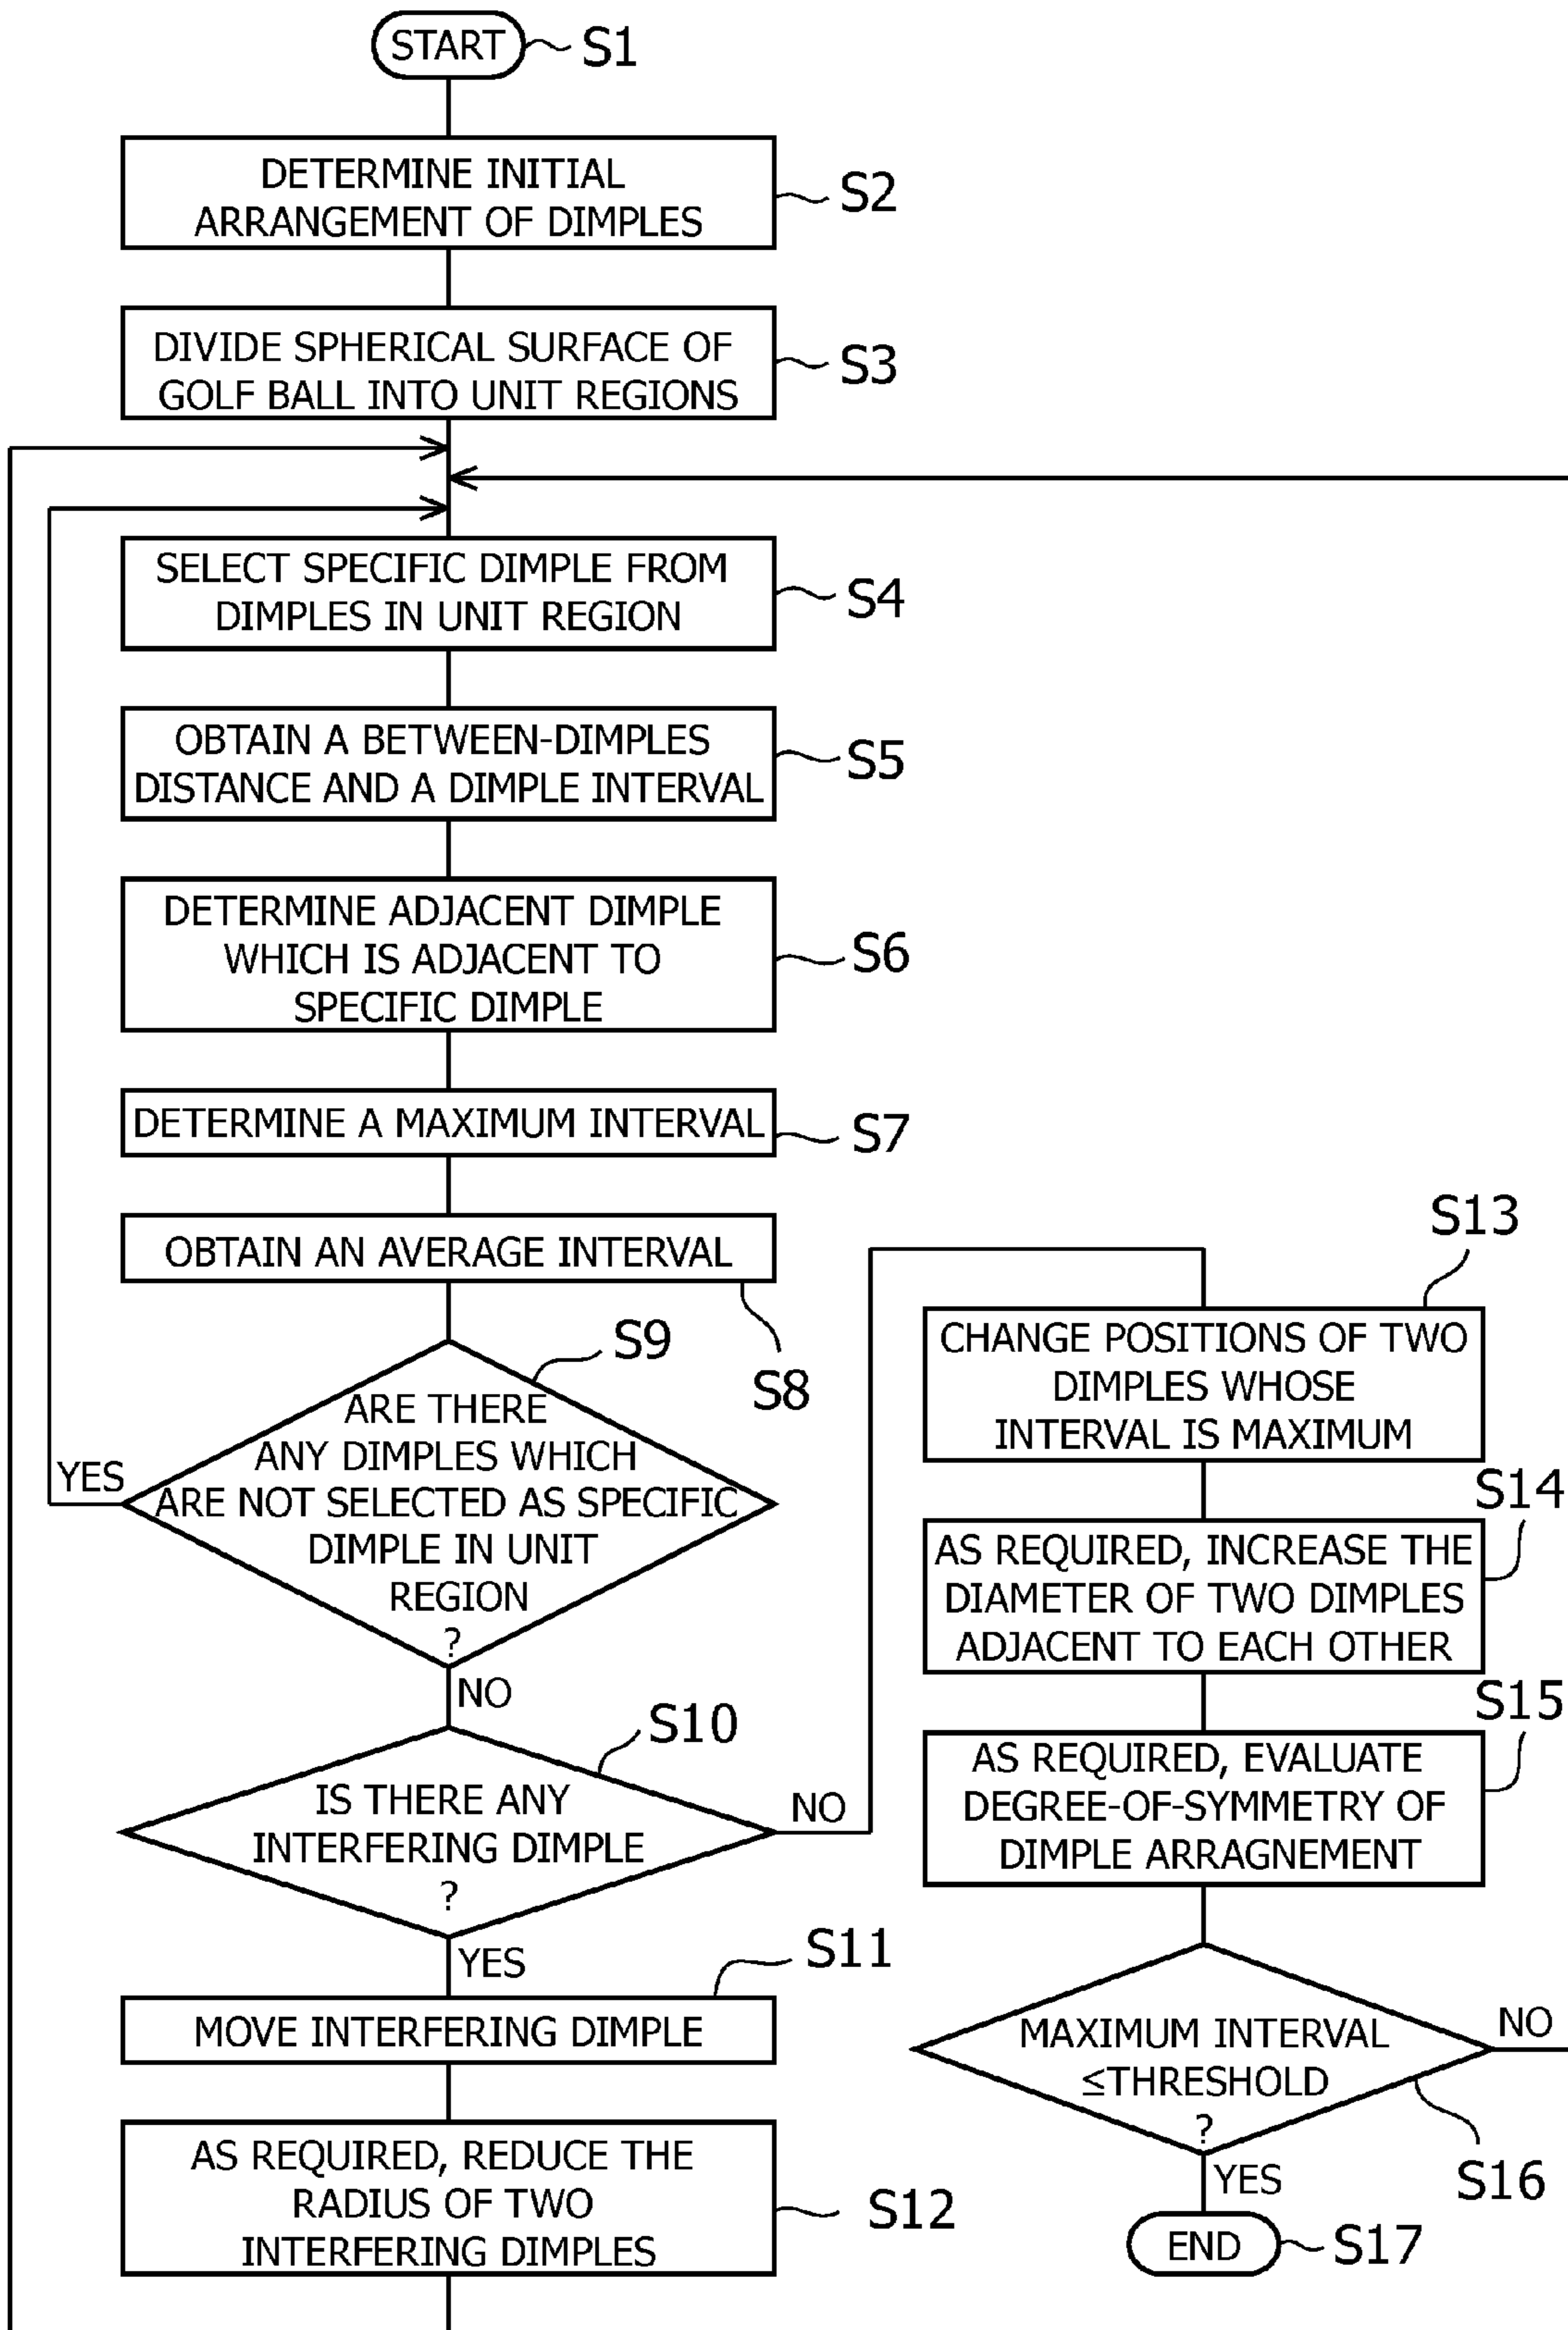 START
S1
DETERMINE INITIAL
ARRANGEMENT OF DIMPLES
S2
DIVIDE SPHERICAL SURFACE OF
GOLF BALL INTO UNIT REGIONS
S3
SELECT SPECIFIC DIMPLE FROM
DIMPLES IN UNIT REGION
S4
OBTAIN A BETWEEN-DIMPLES
DISTANCE AND A DIMPLE INTERVAL
S5
DETERMINE ADJACENT DIMPLE
WHICH IS ADJACENT TO
SPECIFIC DIMPLE
S6
DETERMINE A MAXIMUM INTERVAL
S7
OBTAIN AN AVERAGE INTERVAL
S8
S9
ARE THERE
ANY DIMPLES WHICH
ARE NOT SELECTED AS SPECIFIC
DIMPLE IN UNIT
REGION
?
YES
NO
S10
IS THERE ANY
INTERFERING DIMPLE
?
NO
YES
S11
MOVE INTERFERING DIMPLE
AS REQUIRED, REDUCE THE
RADIUS OF TWO
INTERFERING DIMPLES
S12
S13
CHANGE POSITIONS OF TWO
DIMPLES WHOSE
INTERVAL IS MAXIMUM
S14
AS REQUIRED, INCREASE THE
DIAMETER OF TWO DIMPLES
ADJACENT TO EACH OTHER
S15
AS REQUIRED, EVALUATE
DEGREE-OF-SYMMETRY OF
DIMPLE ARRAGNEMENT
MAXIMUM INTERVAL
≤THRESHOLD
?
NO
S16
YES
END
S17